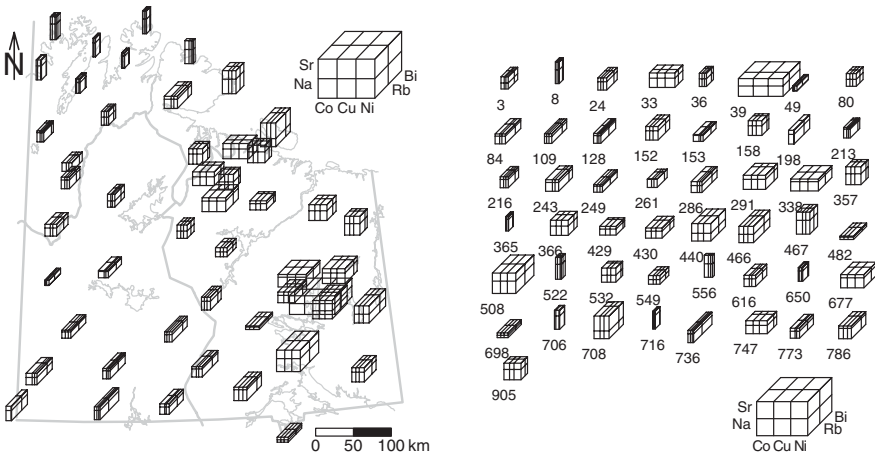 N
Sr
Na
Bi
Rb
Co Cu Ni
0 50 100 km
3 8 24 33 36 39 49 80
84 109 128 152 153 158 198 213
216 243 249 261 286 291 338 357
365 366 429 430 440 466 467 482
508 522 532 549 556 616 650 677
698 706 708 716 736 747 773 786
905
Sr
Na
Bi
Rb
Co Cu Ni